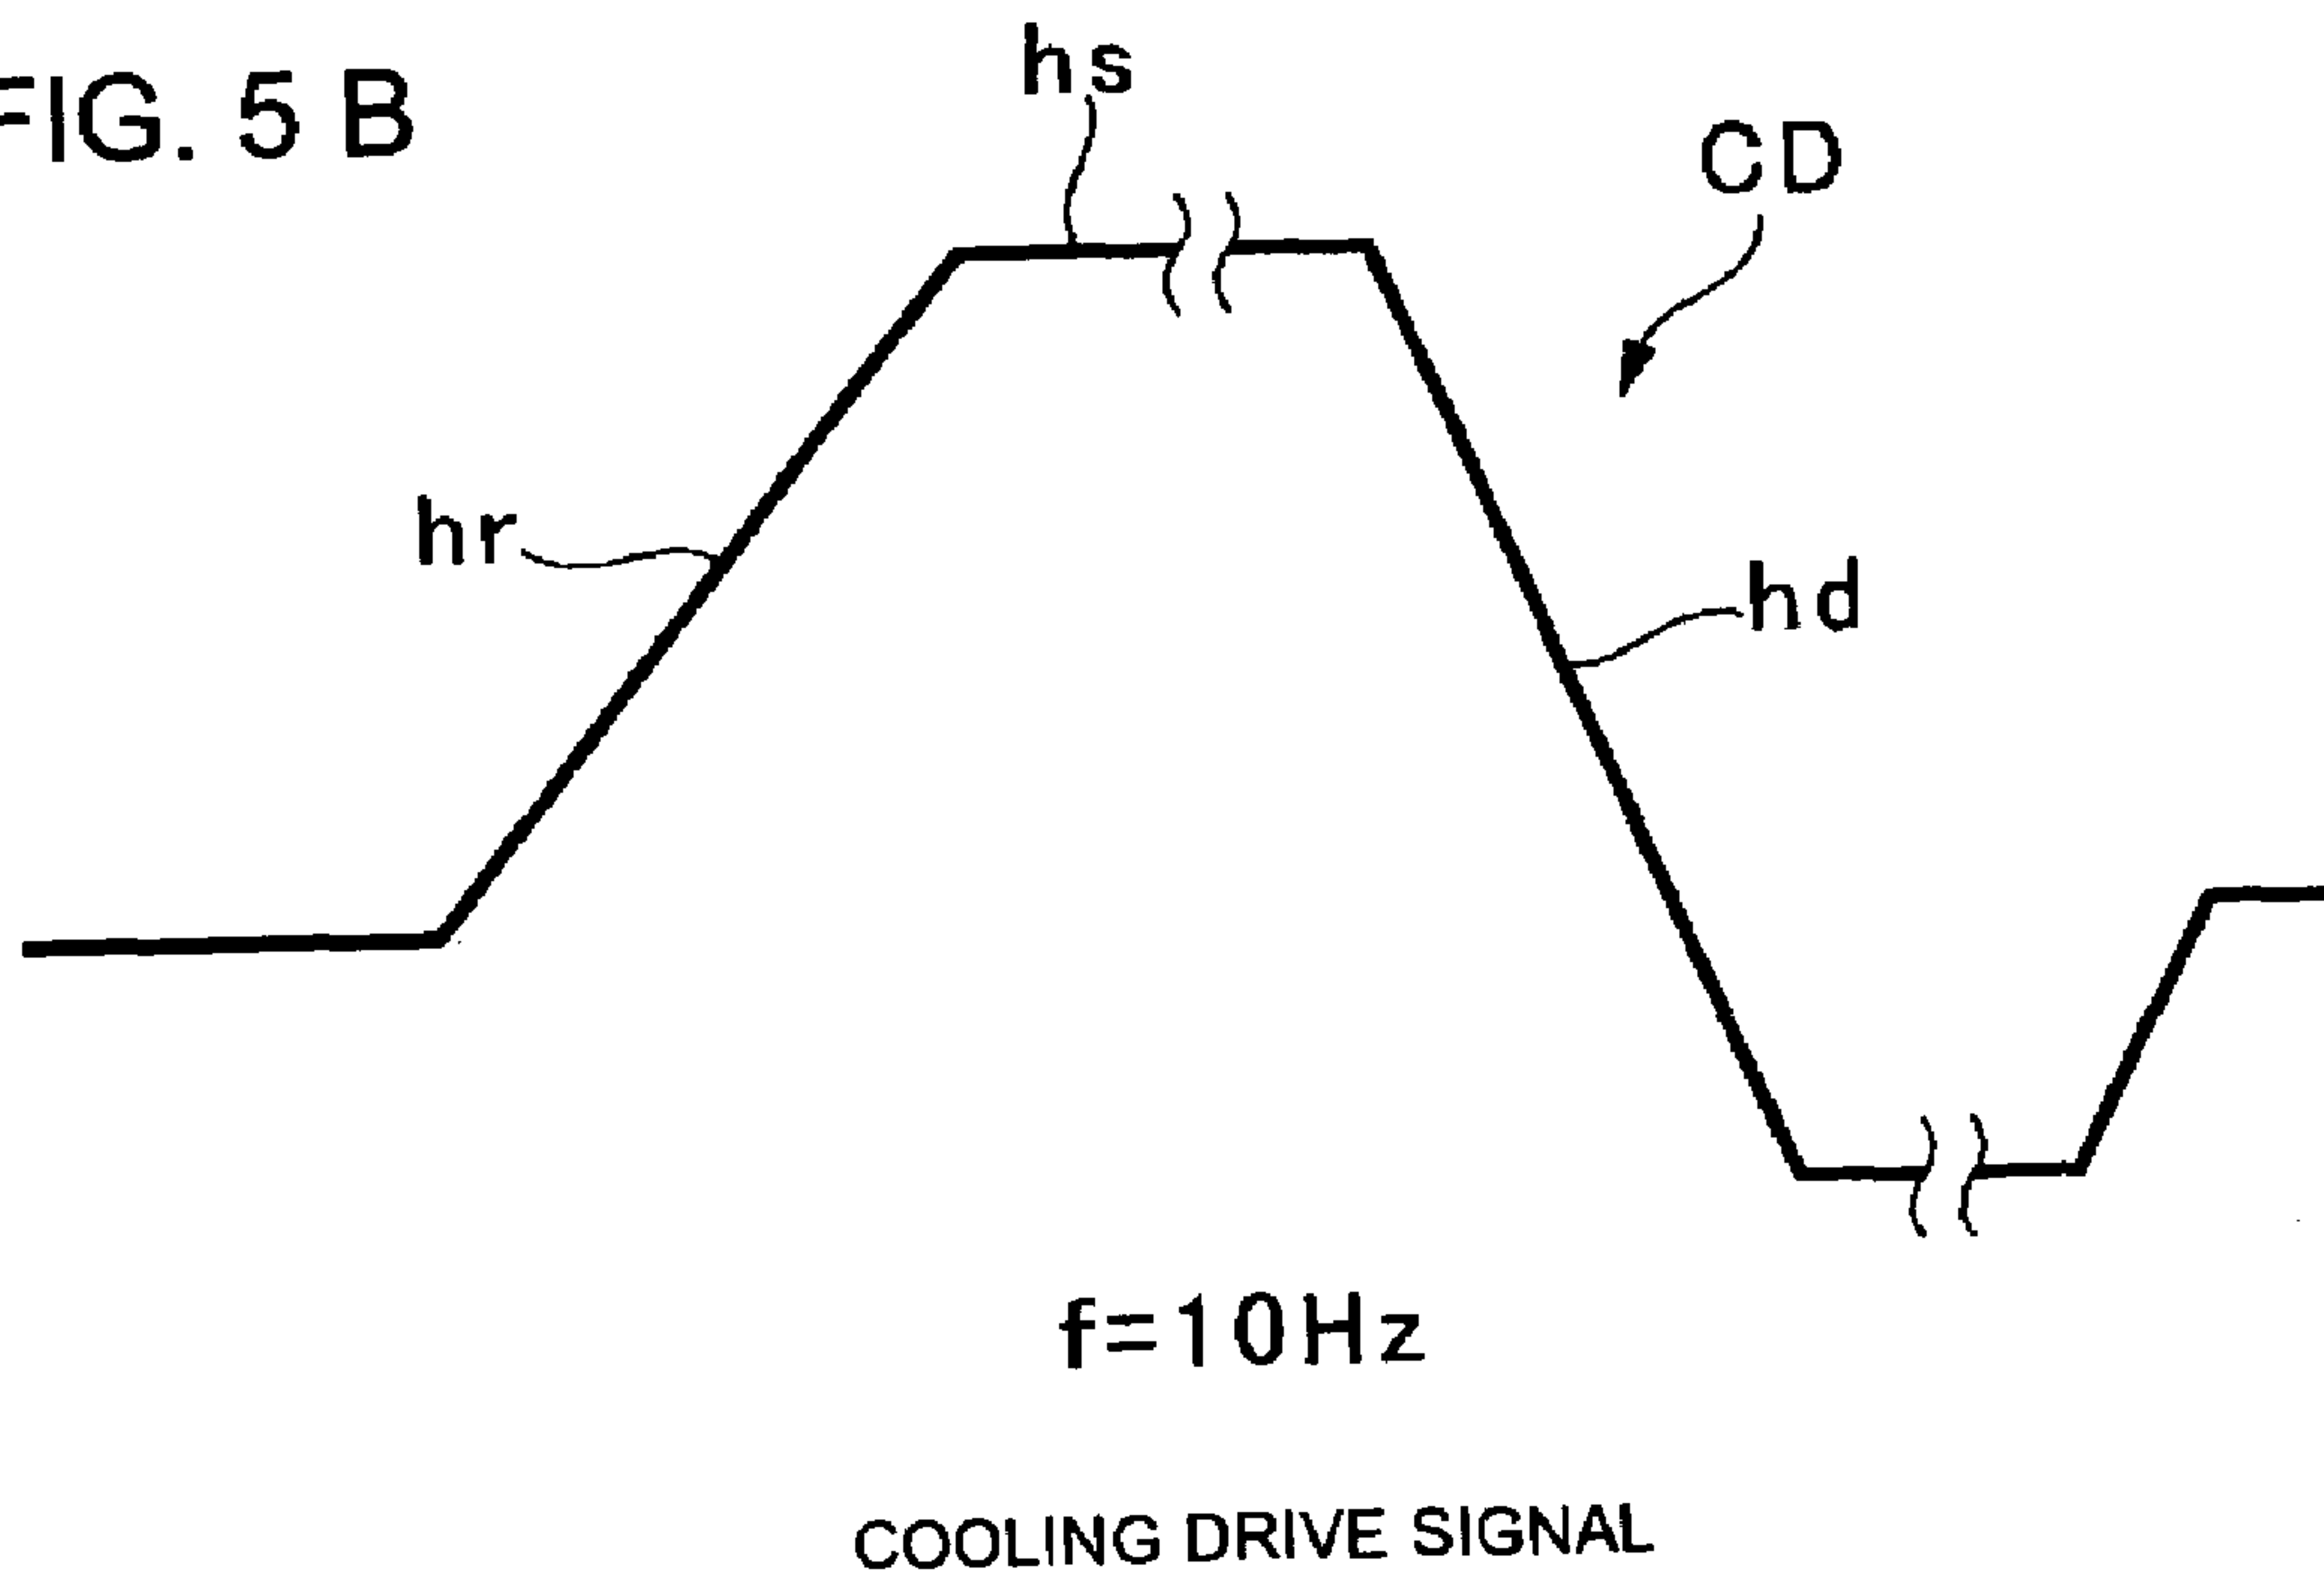 FIG. 5 B
hs
CD
hr
hd
f=10Hz
COOLING DRIVE SIGNAL